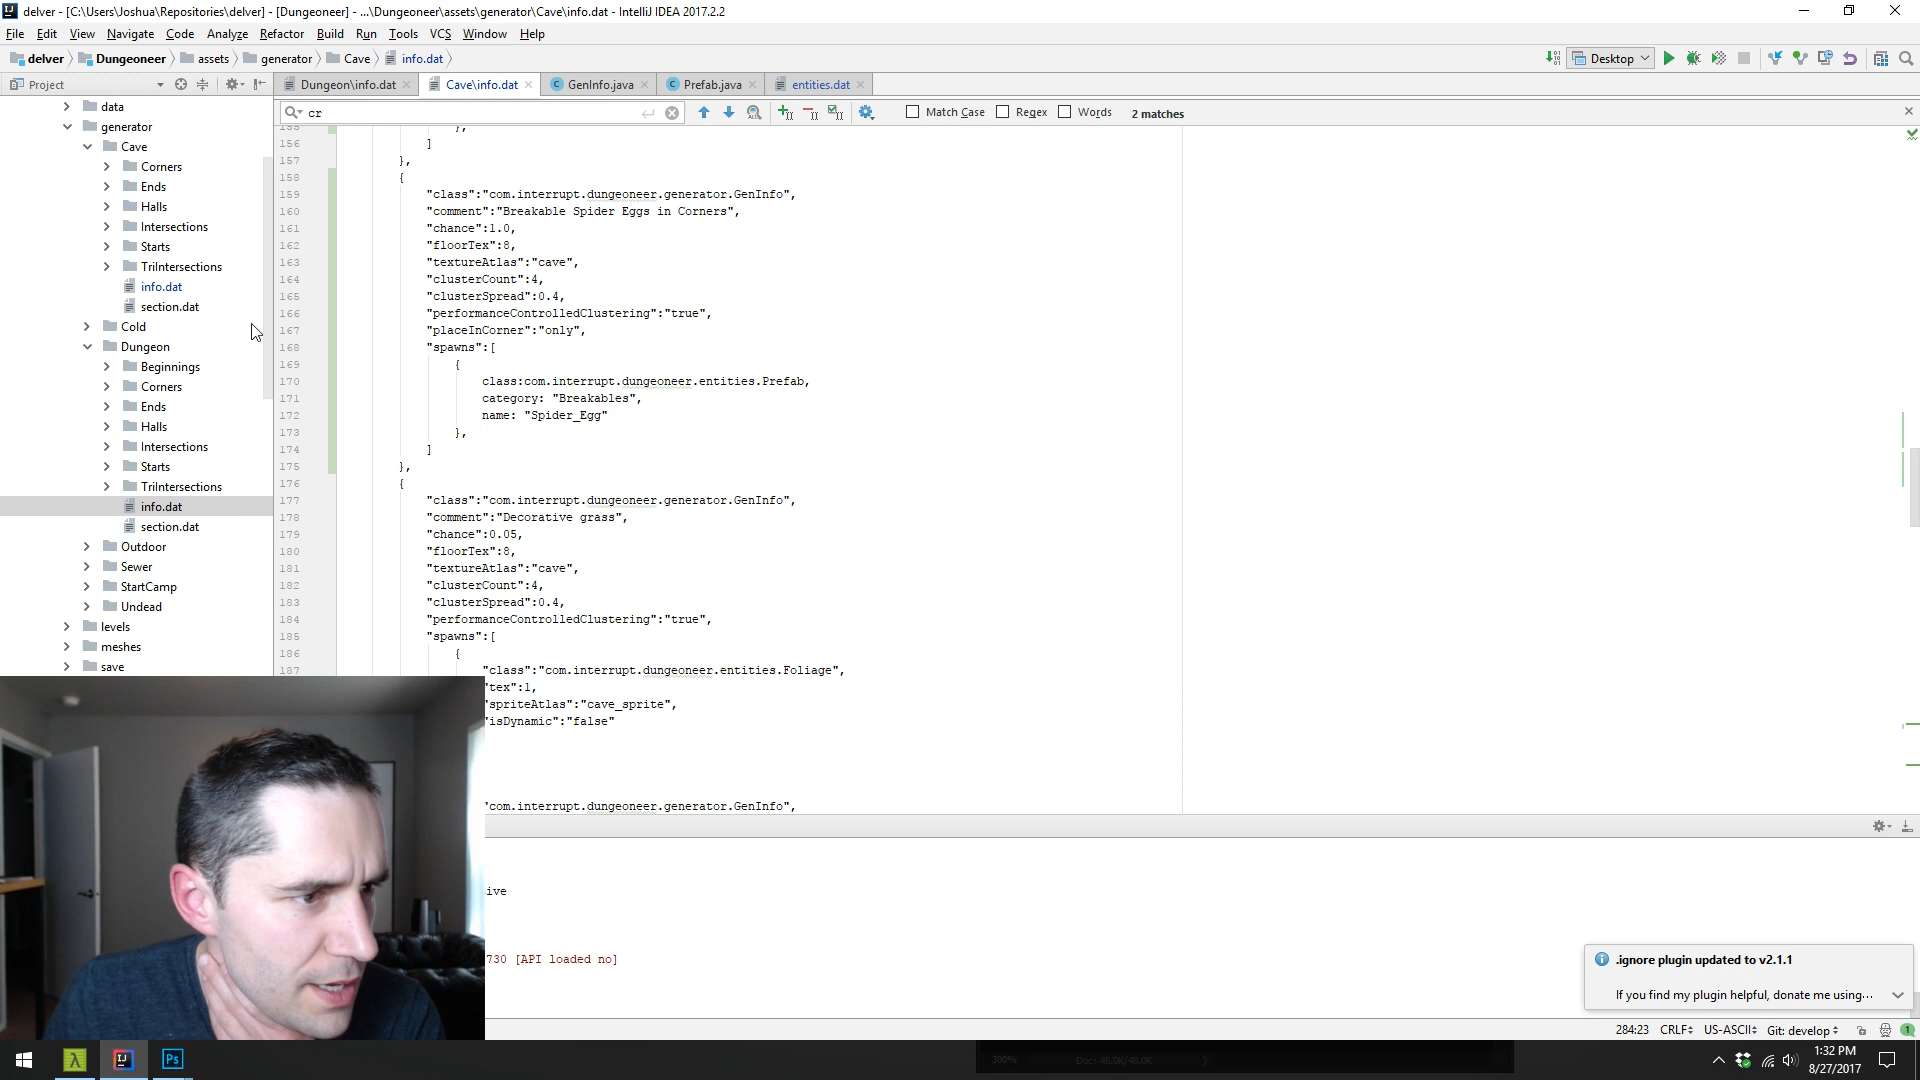 delver - [C:\Users\Joshua\Repositories\delver] - [Dungeoneer] - ...\Dungeoneer\assets\generator\Cave\info.dat - IntelliJ IDEA 2017.2.2
File Edit View Navigate Code Analyze Refactor Build Run Tools VCS Window Help
delver Dungeoneer assets generator Cave info.dat
Desktop
Project
Dungeon\info.dat Cave\info.dat GenInfo.java Prefab.java entities.dat
cr
Match Case Regex Words 2 matches
data
generator
Cave
Corners
Ends
Halls
Intersections
Starts
TriIntersections
info.dat
section.dat
Cold
Dungeon
Beginnings
Corners
Ends
Halls
Intersections
Starts
TriIntersections
info.dat
section.dat
Outdoor
Sewer
StartCamp
Undead
levels
meshes
save
155 },
156 ]
157 },
158 {
159 "class":"com.interrupt.dungeoneer.generator.GenInfo",
160 "comment":"Breakable Spider Eggs in Corners",
161 "chance":1.0,
162 "floorTex":8,
163 "textureAtlas":"cave",
164 "clusterCount":4,
165 "clusterSpread":0.4,
166 "performanceControlledClustering":"true",
167 "placeInCorner":"only",
168 "spawns":[
169 {
170 class:com.interrupt.dungeoneer.entities.Prefab,
171 category: "Breakables",
172 name: "Spider_Egg"
173 },
174 ]
175 },
176 {
177 "class":"com.interrupt.dungeoneer.generator.GenInfo",
178 "comment":"Decorative grass",
179 "chance":0.05,
180 "floorTex":8,
181 "textureAtlas":"cave",
182 "clusterCount":4,
183 "clusterSpread":0.4,
184 "performanceControlledClustering":"true",
185 "spawns":[
186 {
187 "class":"com.interrupt.dungeoneer.entities.Foliage",
"tex":1,
"spriteAtlas":"cave_sprite",
"isDynamic":"false"
"com.interrupt.dungeoneer.generator.GenInfo",
ive
730 [API loaded no]
.ignore plugin updated to v2.1.1
If you find my plugin helpful, donate me using...
284:23 CRLF US-ASCII Git: develop 1
IJ Ps
300% Doc: 46.0K/48.0K
1:32 PM
8/27/2017